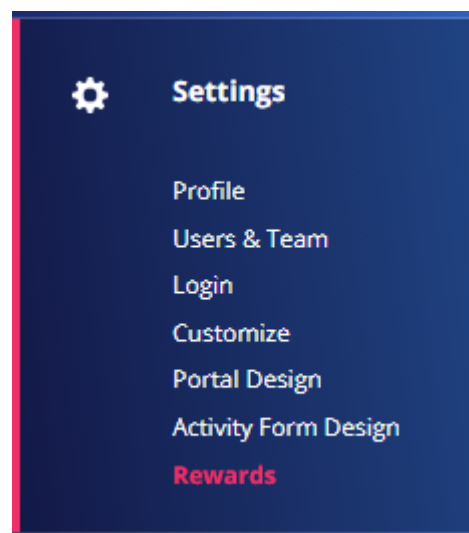 Settings
Profile
Users & Team
Login
Customize
Portal Design
Activity Form Design
Rewards